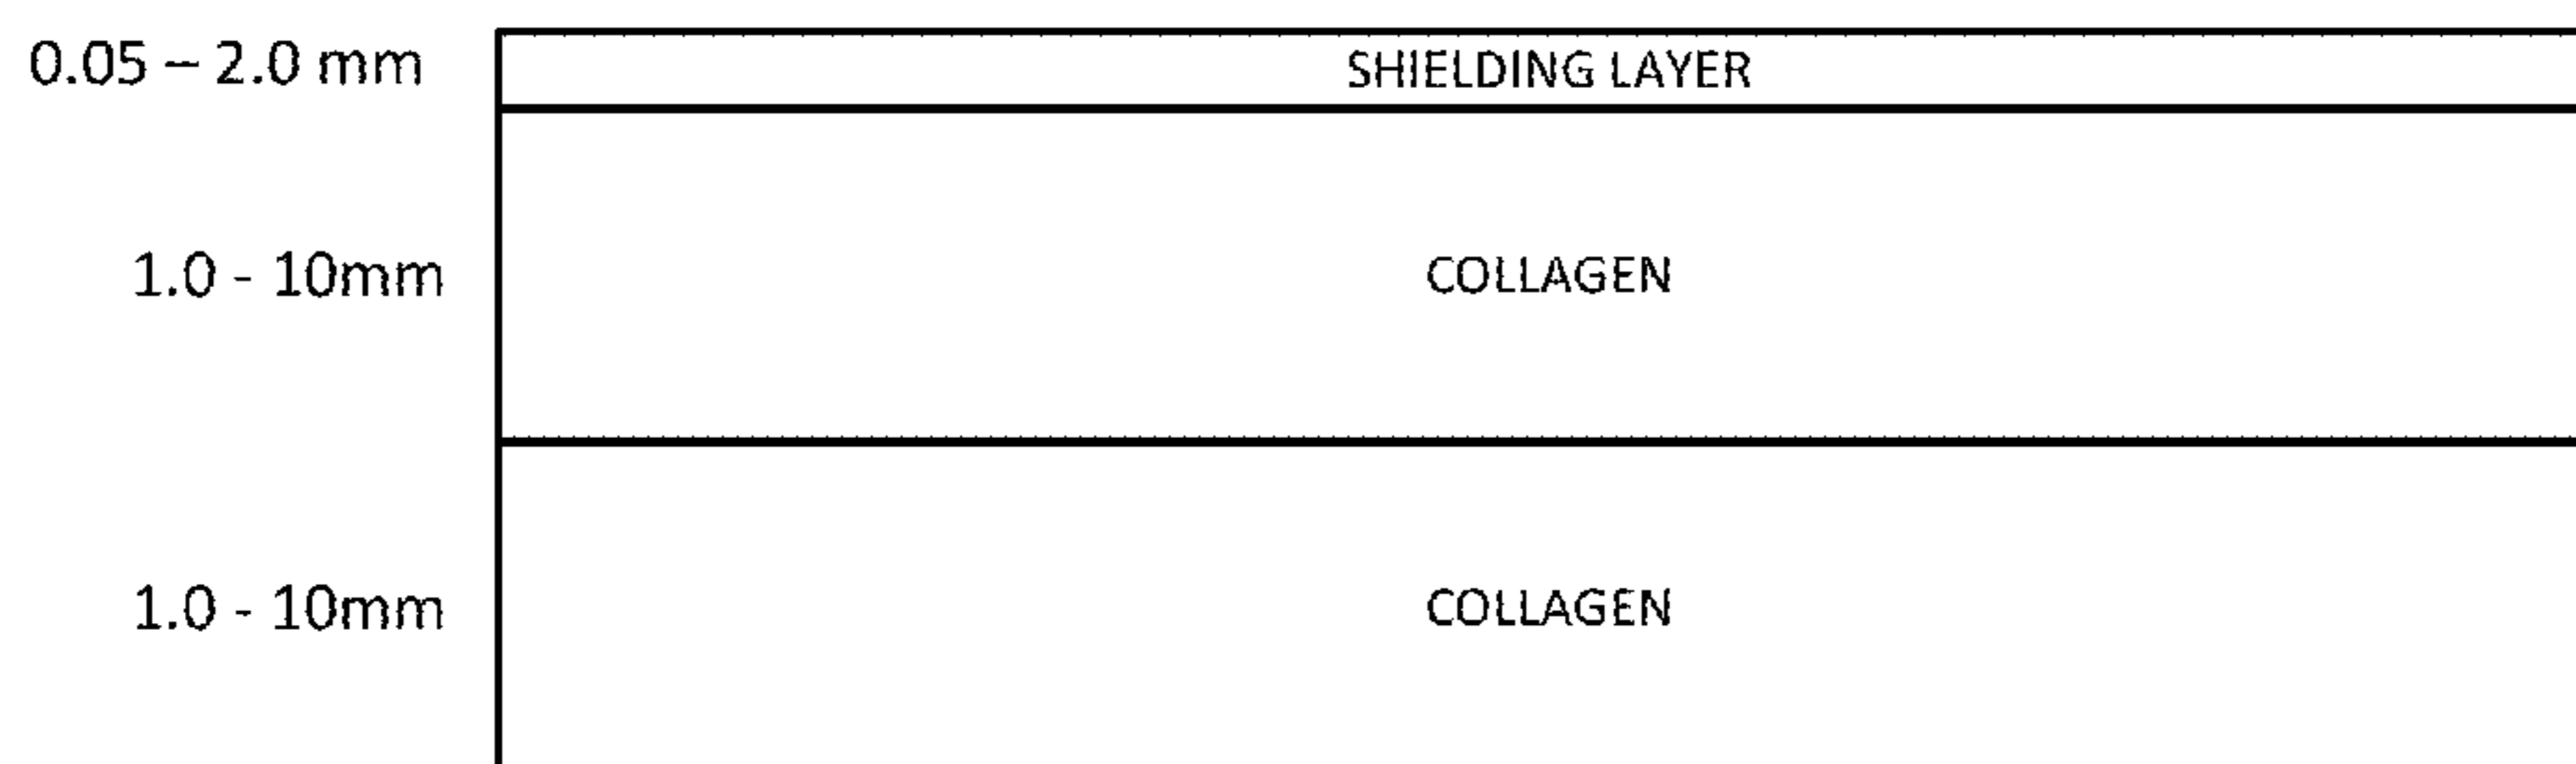 0.05 – 2.0 mm SHIELDING LAYER
1.0 - 10mm COLLAGEN
1.0 - 10mm COLLAGEN